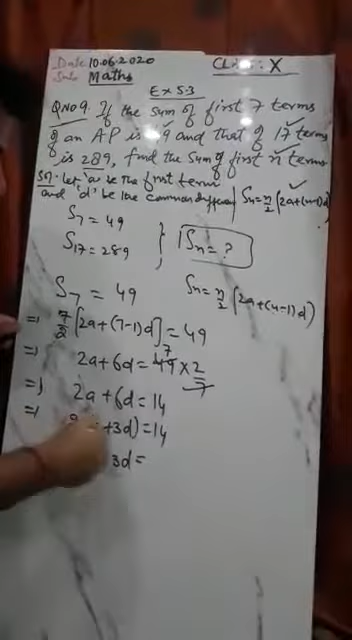 Date 10.06.2020
Sub: Maths
Class: X
Ex 5.3
Q.NO 9. If the sum of first 7 terms
of an AP is 49 and that of 17 terms
is 289, find the sum of first n terms
Sol. Let 'a' be the first term
and 'd' be the common difference
Sn=n/2[2a+(n-1)d]
S7 = 49
S17 = 289
Sn = ?
S7 = 49
Sn = n/2[2a+(n-1)d]
=) 7/2[2a+(7-1)d] = 49
=) 2a+6d = 49 7 × 2/7
=) 2a+6d = 14
=) +3d) = 14
3d =